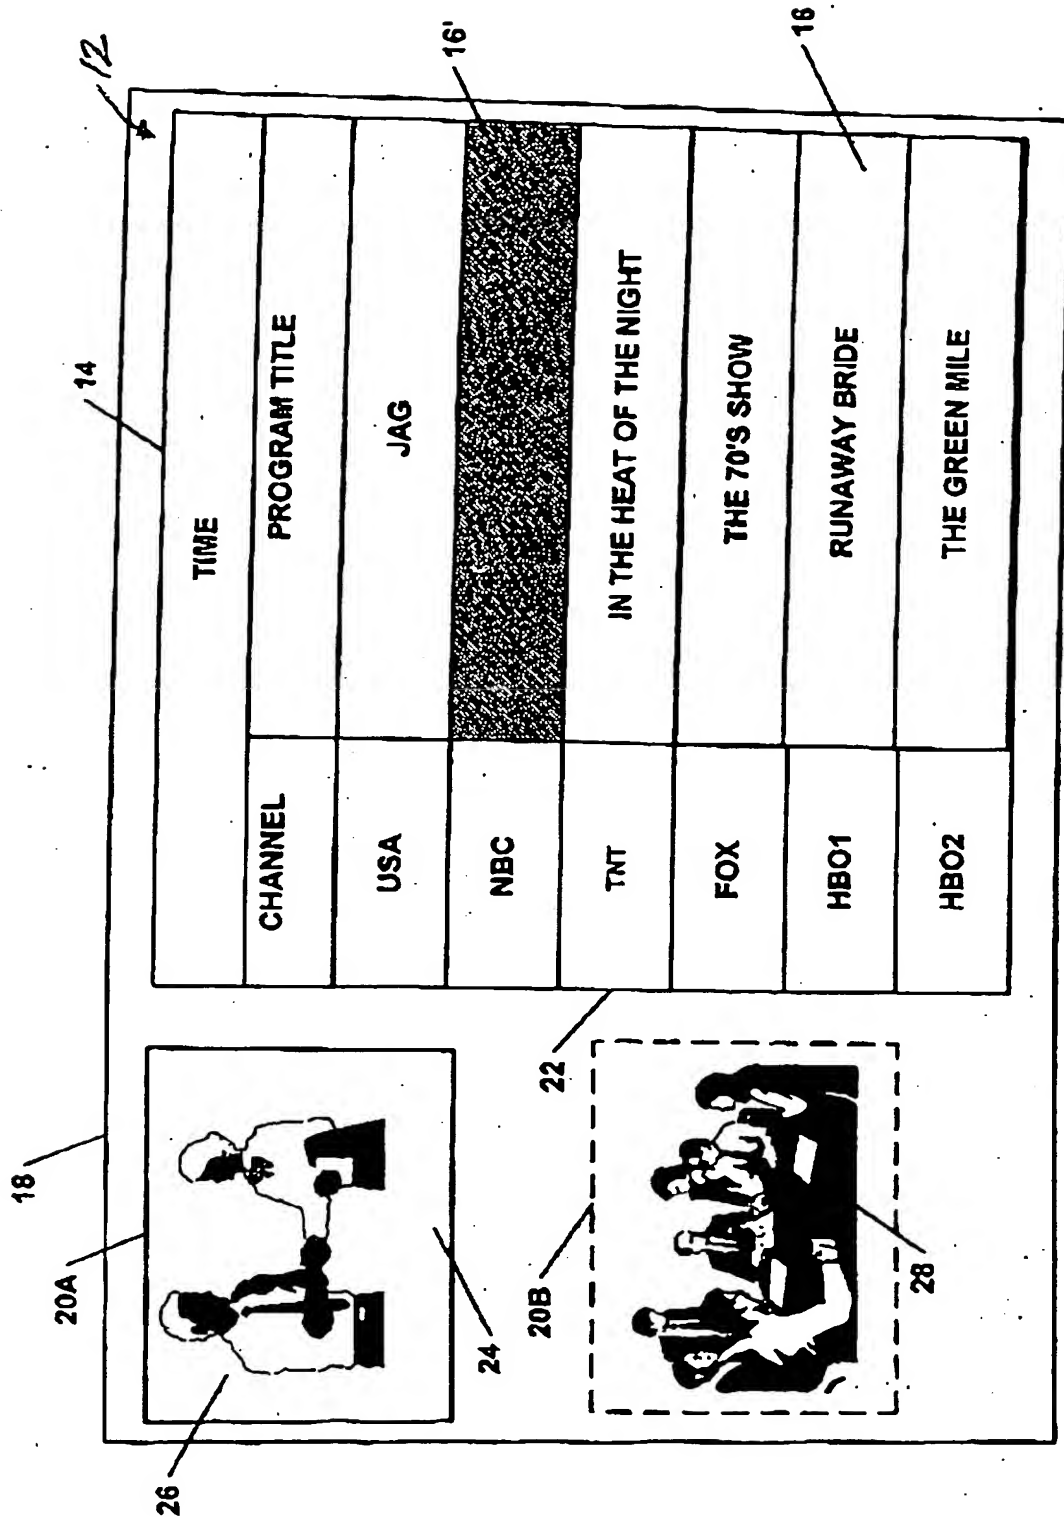 12
18
14
20A
TIME
CHANNEL PROGRAM TITLE
26
USA JAG
16'
NBC
24
22
TNT IN THE HEAT OF THE NIGHT
20B
FOX THE 70'S SHOW
HBO1 RUNAWAY BRIDE
16
28
HBO2 THE GREEN MILE